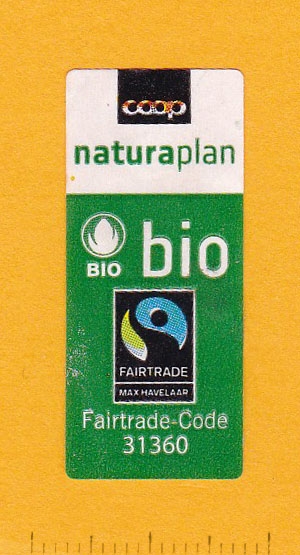 coop
naturaplan
BIO
bio
FAIRTRADE
MAX HAVELAAR
Fairtrade-Code
31360